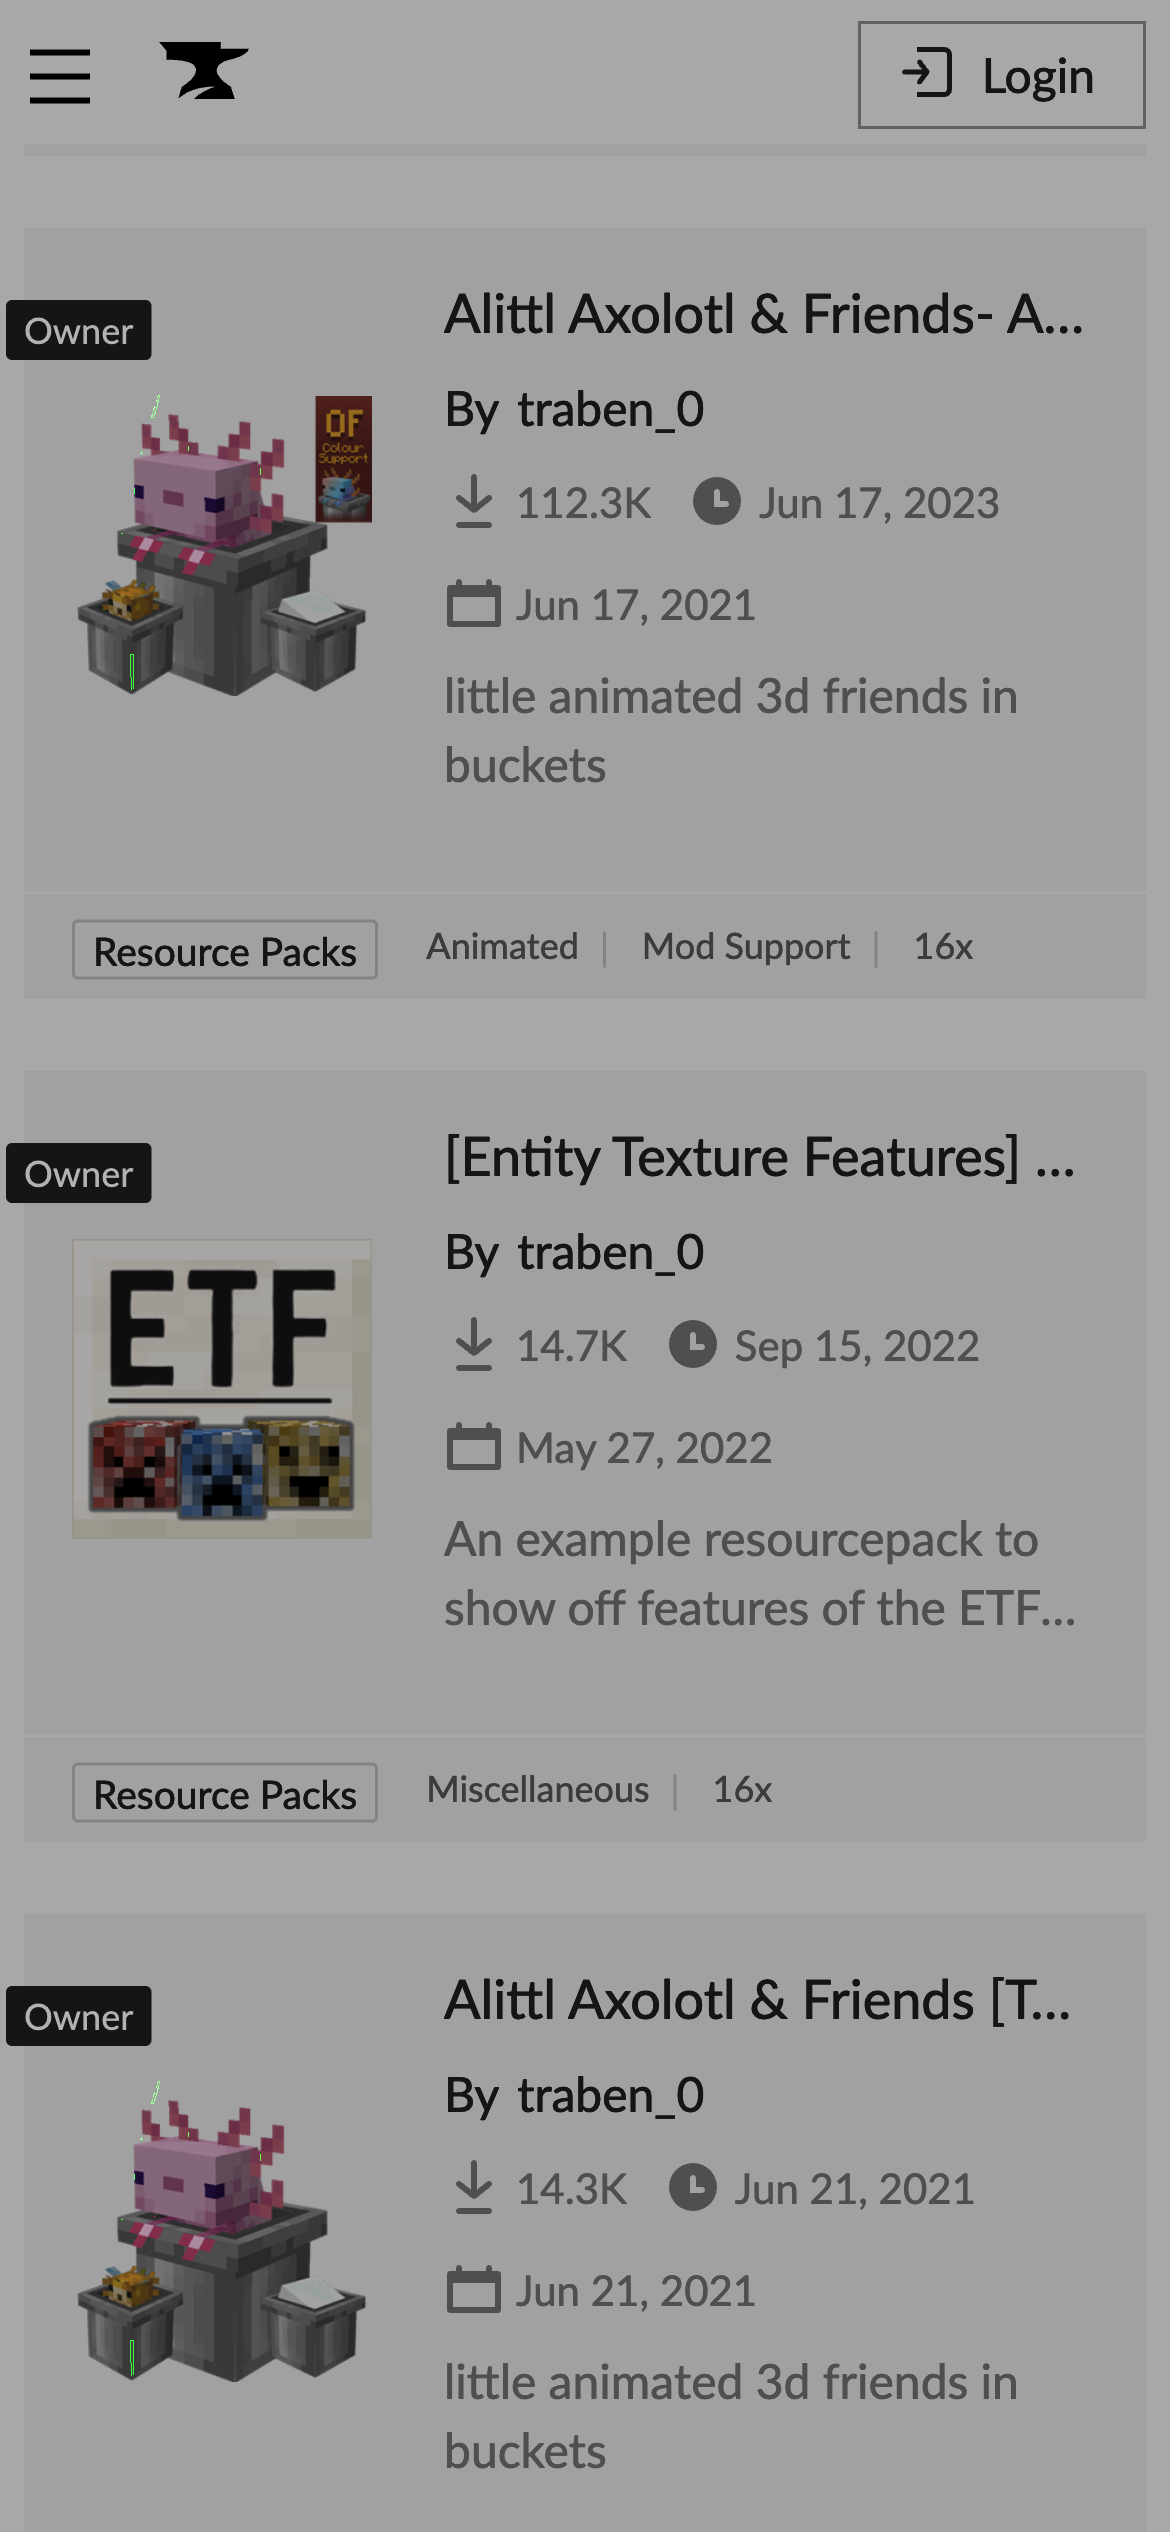 Login
Owner
Alittl Axolotl & Friends- A...
By traben_0
OF
Colour
Support
112.3K
Jun 17, 2023
Jun 17, 2021
little animated 3d friends in
buckets
Resource Packs
Animated | Mod Support | 16x
Owner
[Entity Texture Features] ...
By traben_0
ETF
14.7K
Sep 15, 2022
May 27, 2022
An example resourcepack to
show off features of the ETF...
Resource Packs
Miscellaneous | 16x
Owner
Alittl Axolotl & Friends [T...
By traben_0
14.3K
Jun 21, 2021
Jun 21, 2021
little animated 3d friends in
buckets